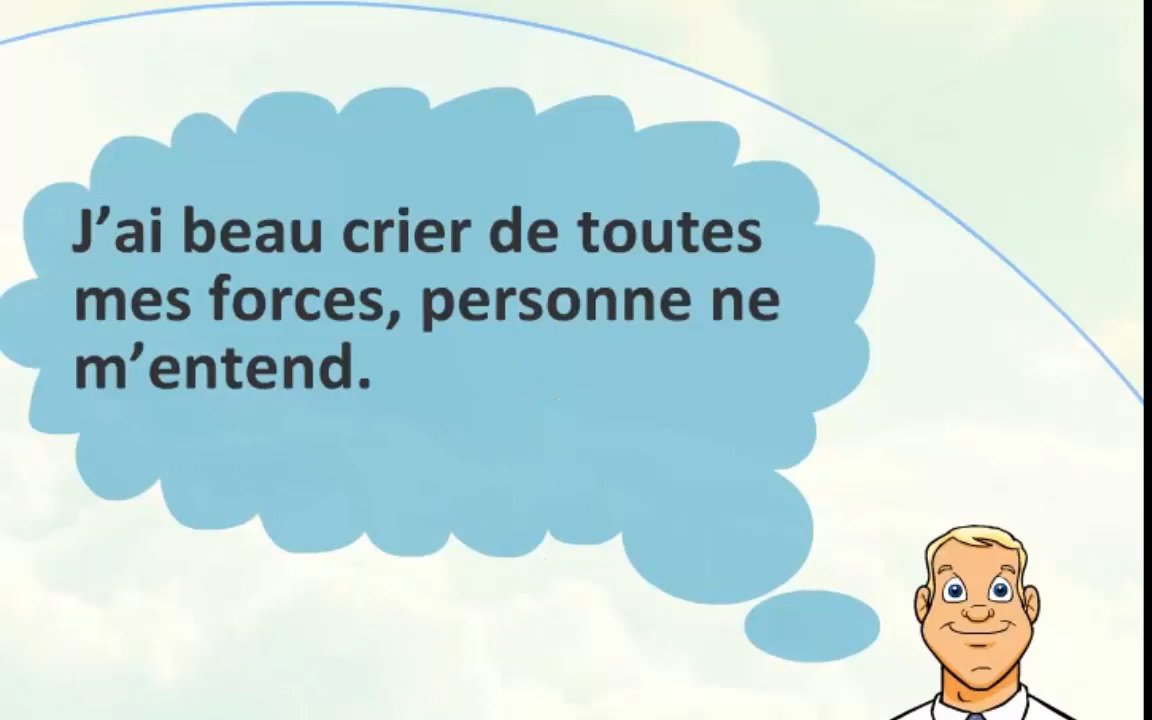 J’ai beau crier de toutes
mes forces, personne ne
m’entend.